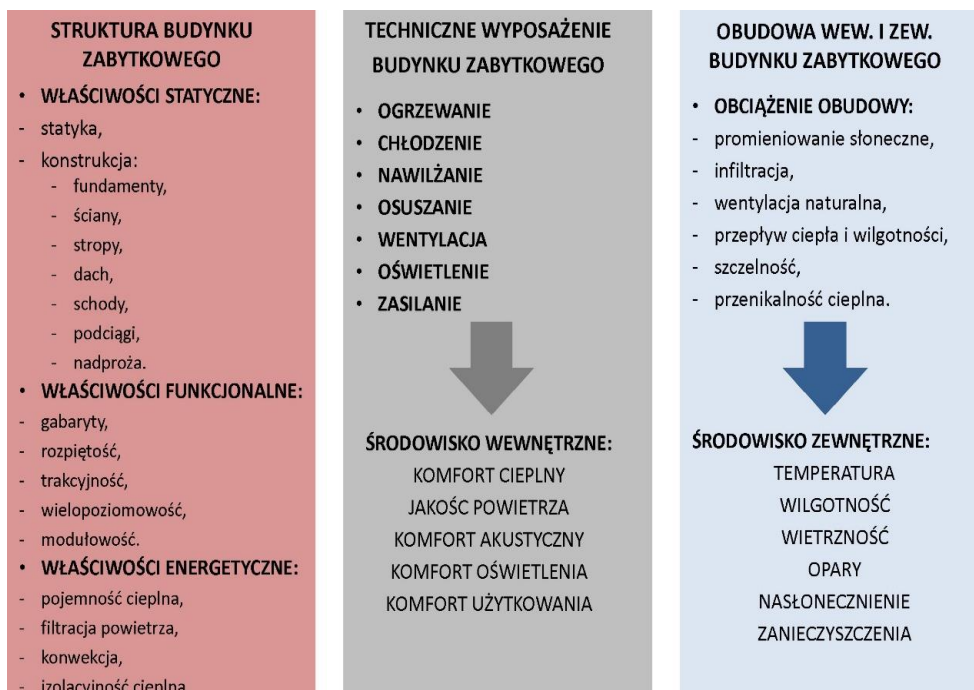 STRUKTURA BUDYNKU
ZABYTKOWEGO
• WŁAŚCIWOŚCI STATYCZNE:
- statyka,
- konstrukcja:
- fundamenty,
- ściany,
- stropy,
- dach,
- schody,
- podciągi,
- nadproża.
• WŁAŚCIWOŚCI FUNKCJONALNE:
- gabaryty,
- rozpiętość,
- trakcyjność,
- wielopoziomowość,
- modułowość.
• WŁAŚCIWOŚCI ENERGETYCZNE:
- pojemność cieplna,
- filtracja powietrza,
- konwekcja,
- izolacyjność cieplna
TECHNICZNE WYPOSAŻENIE
BUDYNKU ZABYTKOWEGO
• OGRZEWANIE
• CHŁODZENIE
• NAWILŻANIE
• OSUSZANIE
• WENTYLACJA
• OŚWIETLENIE
• ZASILANIE
ŚRODOWISKO WEWNĘTRZNE:
KOMFORT CIEPLNY
JAKOŚC POWIETRZA
KOMFORT AKUSTYCZNY
KOMFORT OŚWIETLENIA
KOMFORT UŻYTKOWANIA
OBUDOWA WEW. I ZEW.
BUDYNKU ZABYTKOWEGO
• OBCIĄŻENIE OBUDOWY:
- promieniowanie słoneczne,
- infiltracja,
- wentylacja naturalna,
- przepływ ciepła i wilgotności,
- szczelność,
- przenikalność cieplna.
ŚRODOWISKO ZEWNĘTRZNE:
TEMPERATURA
WILGOTNOŚĆ
WIETRZNOŚĆ
OPARY
NASŁONECZNIENIE
ZANIECZYSZCZENIA